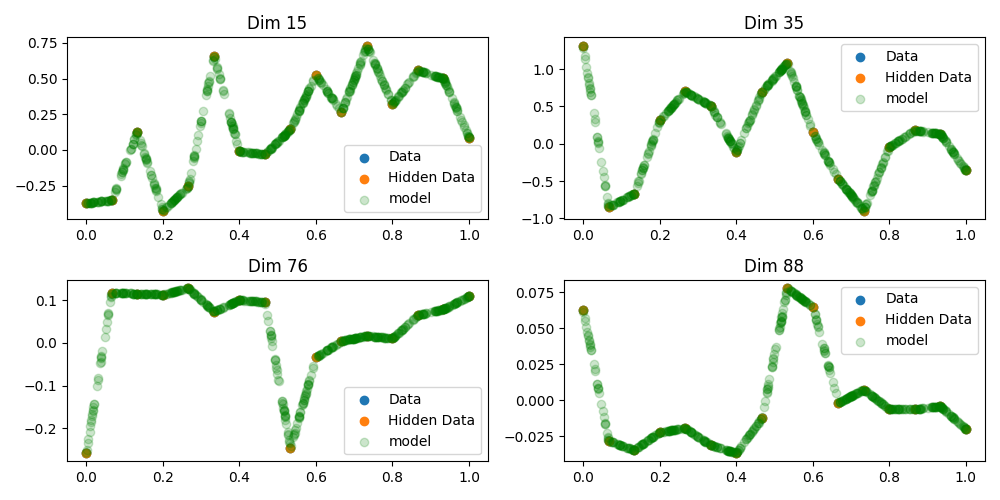 Dim 15
0.75
0.50
0.25
0.00
−0.25
0.0 0.2 0.4 0.6 0.8 1.0
Data
Hidden Data
model
Dim 35
1.0
0.5
0.0
−0.5
−1.0
0.0 0.2 0.4 0.6 0.8 1.0
Data
Hidden Data
model
Dim 76
0.1
0.0
−0.1
−0.2
0.0 0.2 0.4 0.6 0.8 1.0
Data
Hidden Data
model
Dim 88
0.075
0.050
0.025
0.000
−0.025
0.0 0.2 0.4 0.6 0.8 1.0
Data
Hidden Data
model